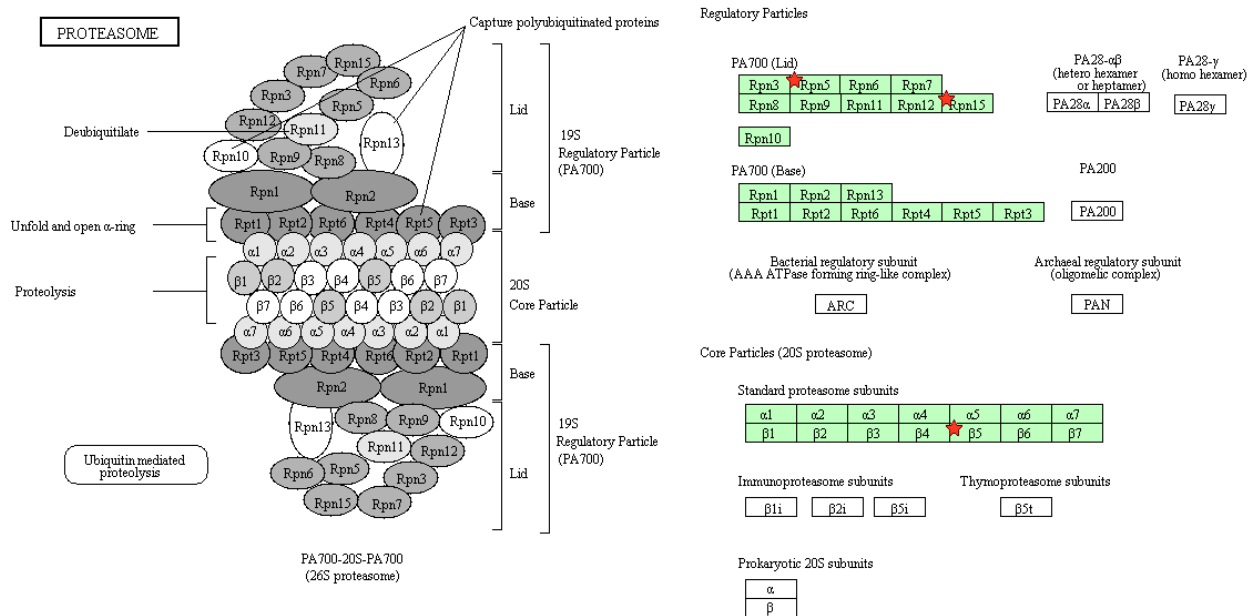 PROTEASOME
Capture polyubiquitinated proteins
Rpn15
Rpn7
Rpn6
Rpn3
Rpn5
Rpn12
Rpn11
Rpn13
Rpn10
Rpn9
Rpn8
Deubiquitilate
Lid
19S
Regulatory Particle
(PA700)
Rpn1
Rpn2
Base
Unfold and open α-ring
Rpt1 Rpt2 Rpt6 Rpt4 Rpt5 Rpt3
α1 α2 α3 α4 α5 α6 α7
Proteolysis
β1 β2 β3 β4 β5 β6 β7
20S
Core Particle
β7 β6 β5 β4 β3 β2 β1
α7 α6 α5 α4 α3 α2 α1
Rpt3 Rpt5 Rpt4 Rpt6 Rpt2 Rpt1
Base
Rpn2 Rpn1
Rpn13 Rpn8 Rpn9 Rpn10
19S
Regulatory Particle
(PA700)
Rpn11 Rpn12
Lid
Rpn6 Rpn5 Rpn3
Rpn15 Rpn7
Ubiquitin mediated
proteolysis
PA700-20S-PA700
(26S proteasome)
Regulatory Particles
PA700 (Lid)
Rpn3 Rpn5 Rpn6 Rpn7
Rpn8 Rpn9 Rpn11 Rpn12 Rpn15
Rpn10
PA28-αβ
(hetero hexamer
or heptamer)
PA28α PA28β
PA28-γ
(homo hexamer)
PA28γ
PA700 (Base)
Rpn1 Rpn2 Rpn13
Rpt1 Rpt2 Rpt6 Rpt4 Rpt5 Rpt3
PA200
PA200
Bacterial regulatory subunit
(AAA ATPase forming ring-like complex)
ARC
Archaeal regulatory subunit
(oligomelic complex)
PAN
Core Particles (20S proteasome)
Standard proteasome subunits
α1 α2 α3 α4 α5 α6 α7
β1 β2 β3 β4 β5 β6 β7
Immunoproteasome subunits
β1i β2i β5i
Thymoproteasome subunits
β5t
Prokaryotic 20S subunits
α
β